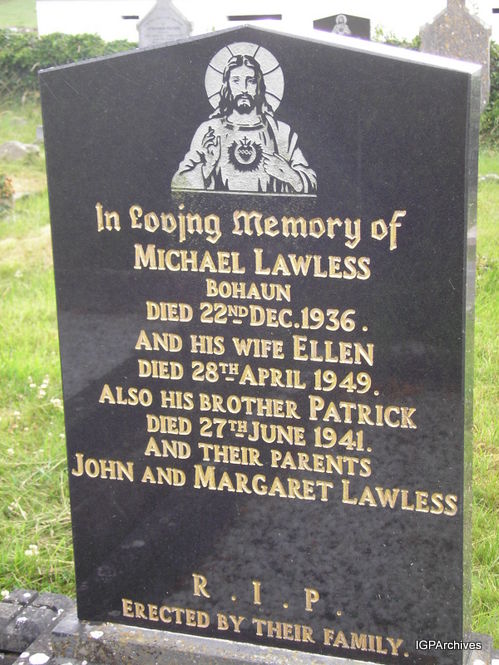 In Loving Memory of
MICHAEL LAWLESS
BOHAUN
DIED 22ND DEC. 1936.
AND HIS WIFE ELLEN
DIED 28TH APRIL 1949.
ALSO HIS BROTHER PATRICK
DIED 27TH JUNE 1941.
AND THEIR PARENTS
JOHN AND MARGARET LAWLESS
R.I.P.
ERECTED BY THEIR FAMILY.
IGPArchives